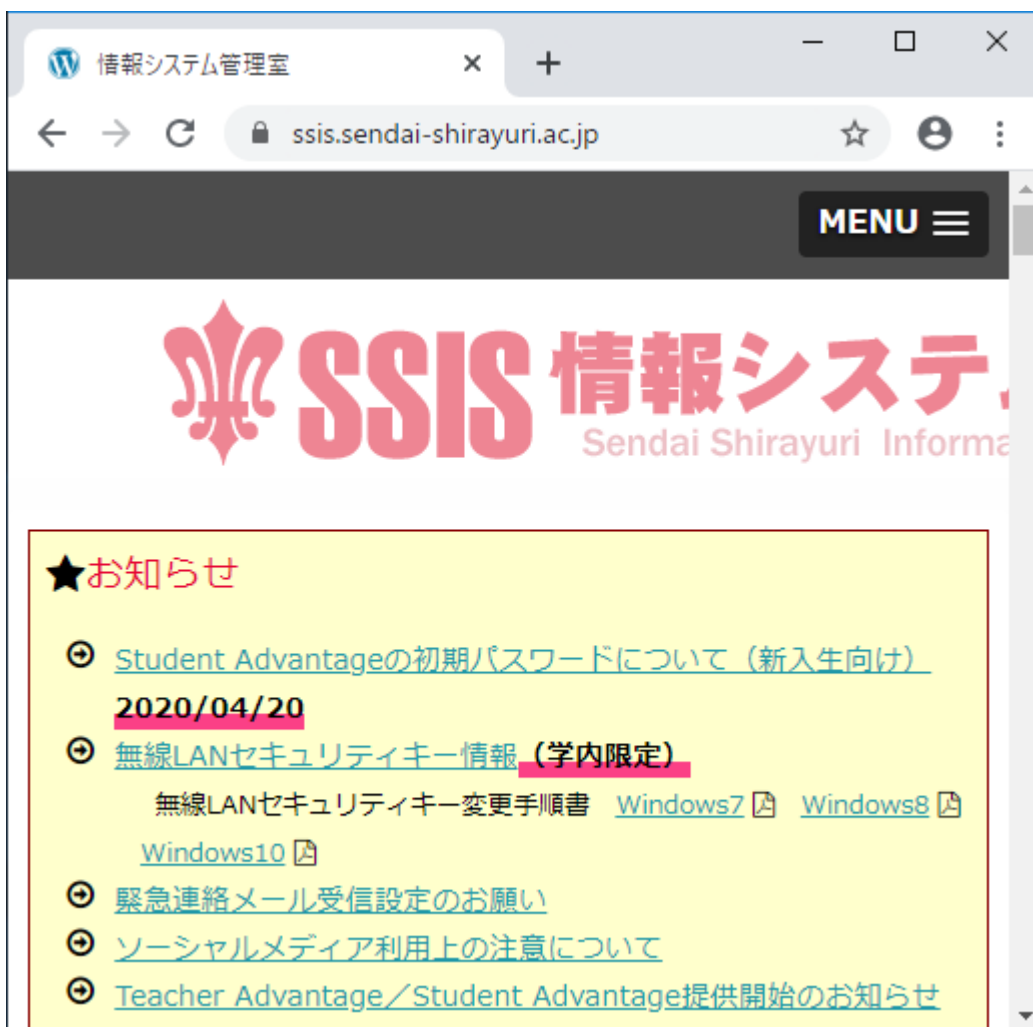 情報システム管理室
ssis.sendai-shirayuri.ac.jp
MENU
SSIS 情報システ
Sendai Shirayuri Informa
★お知らせ
Student Advantageの初期パスワードについて（新入生向け）
2020/04/20
無線LANセキュリティキー情報（学内限定）
無線LANセキュリティキー変更手順書 Windows7 Windows8
Windows10
緊急連絡メール受信設定のお願い
ソーシャルメディア利用上の注意について
Teacher Advantage／Student Advantage提供開始のお知らせ